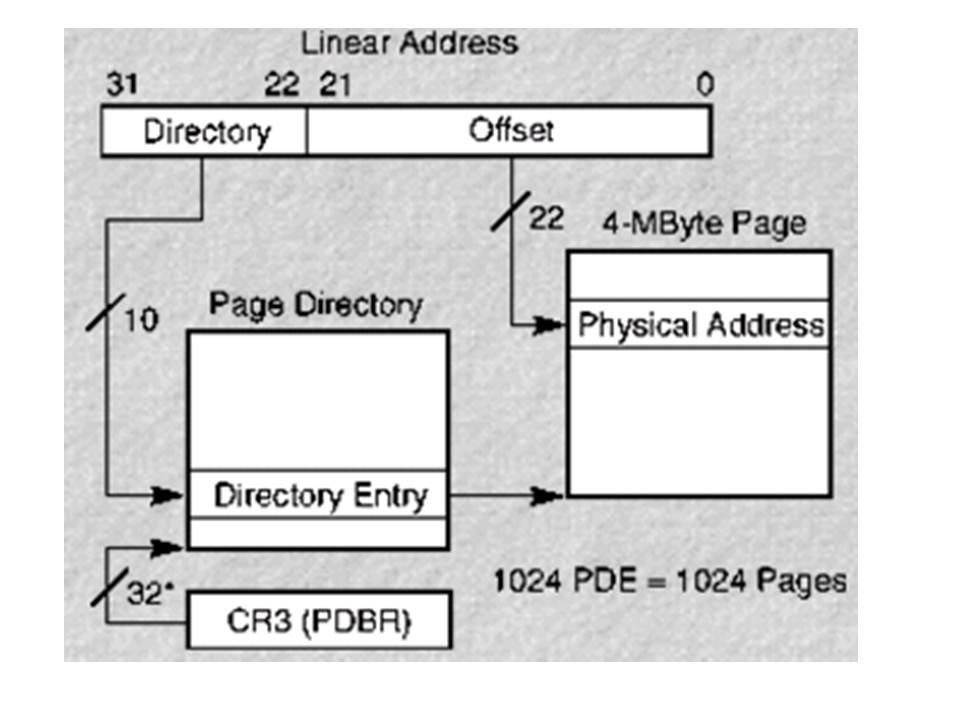 Linear Address
31 22 21 0
Directory Offset
22
4-MByte Page
10
Page Directory
Physical Address
Directory Entry
32*
1024 PDE = 1024 Pages
CR3 (PDBR)